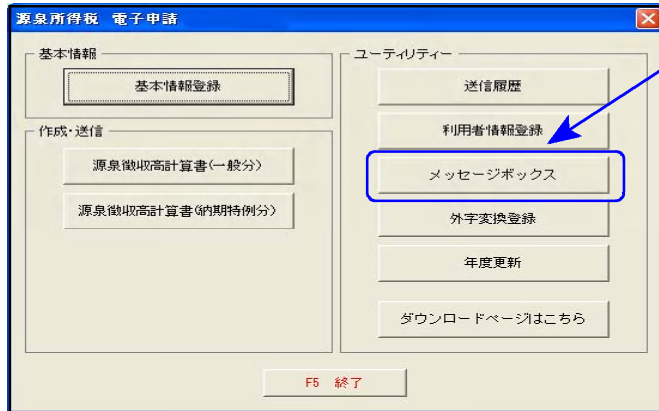 源泉所得税 電子申請
基本情報
基本情報登録
作成・送信
源泉徴収高計算書(一般分)
源泉徴収高計算書(納期特例分)
ユーティリティー
送信履歴
利用者情報登録
メッセージボックス
外字変換登録
年度更新
ダウンロードページはこちら
F5 終了